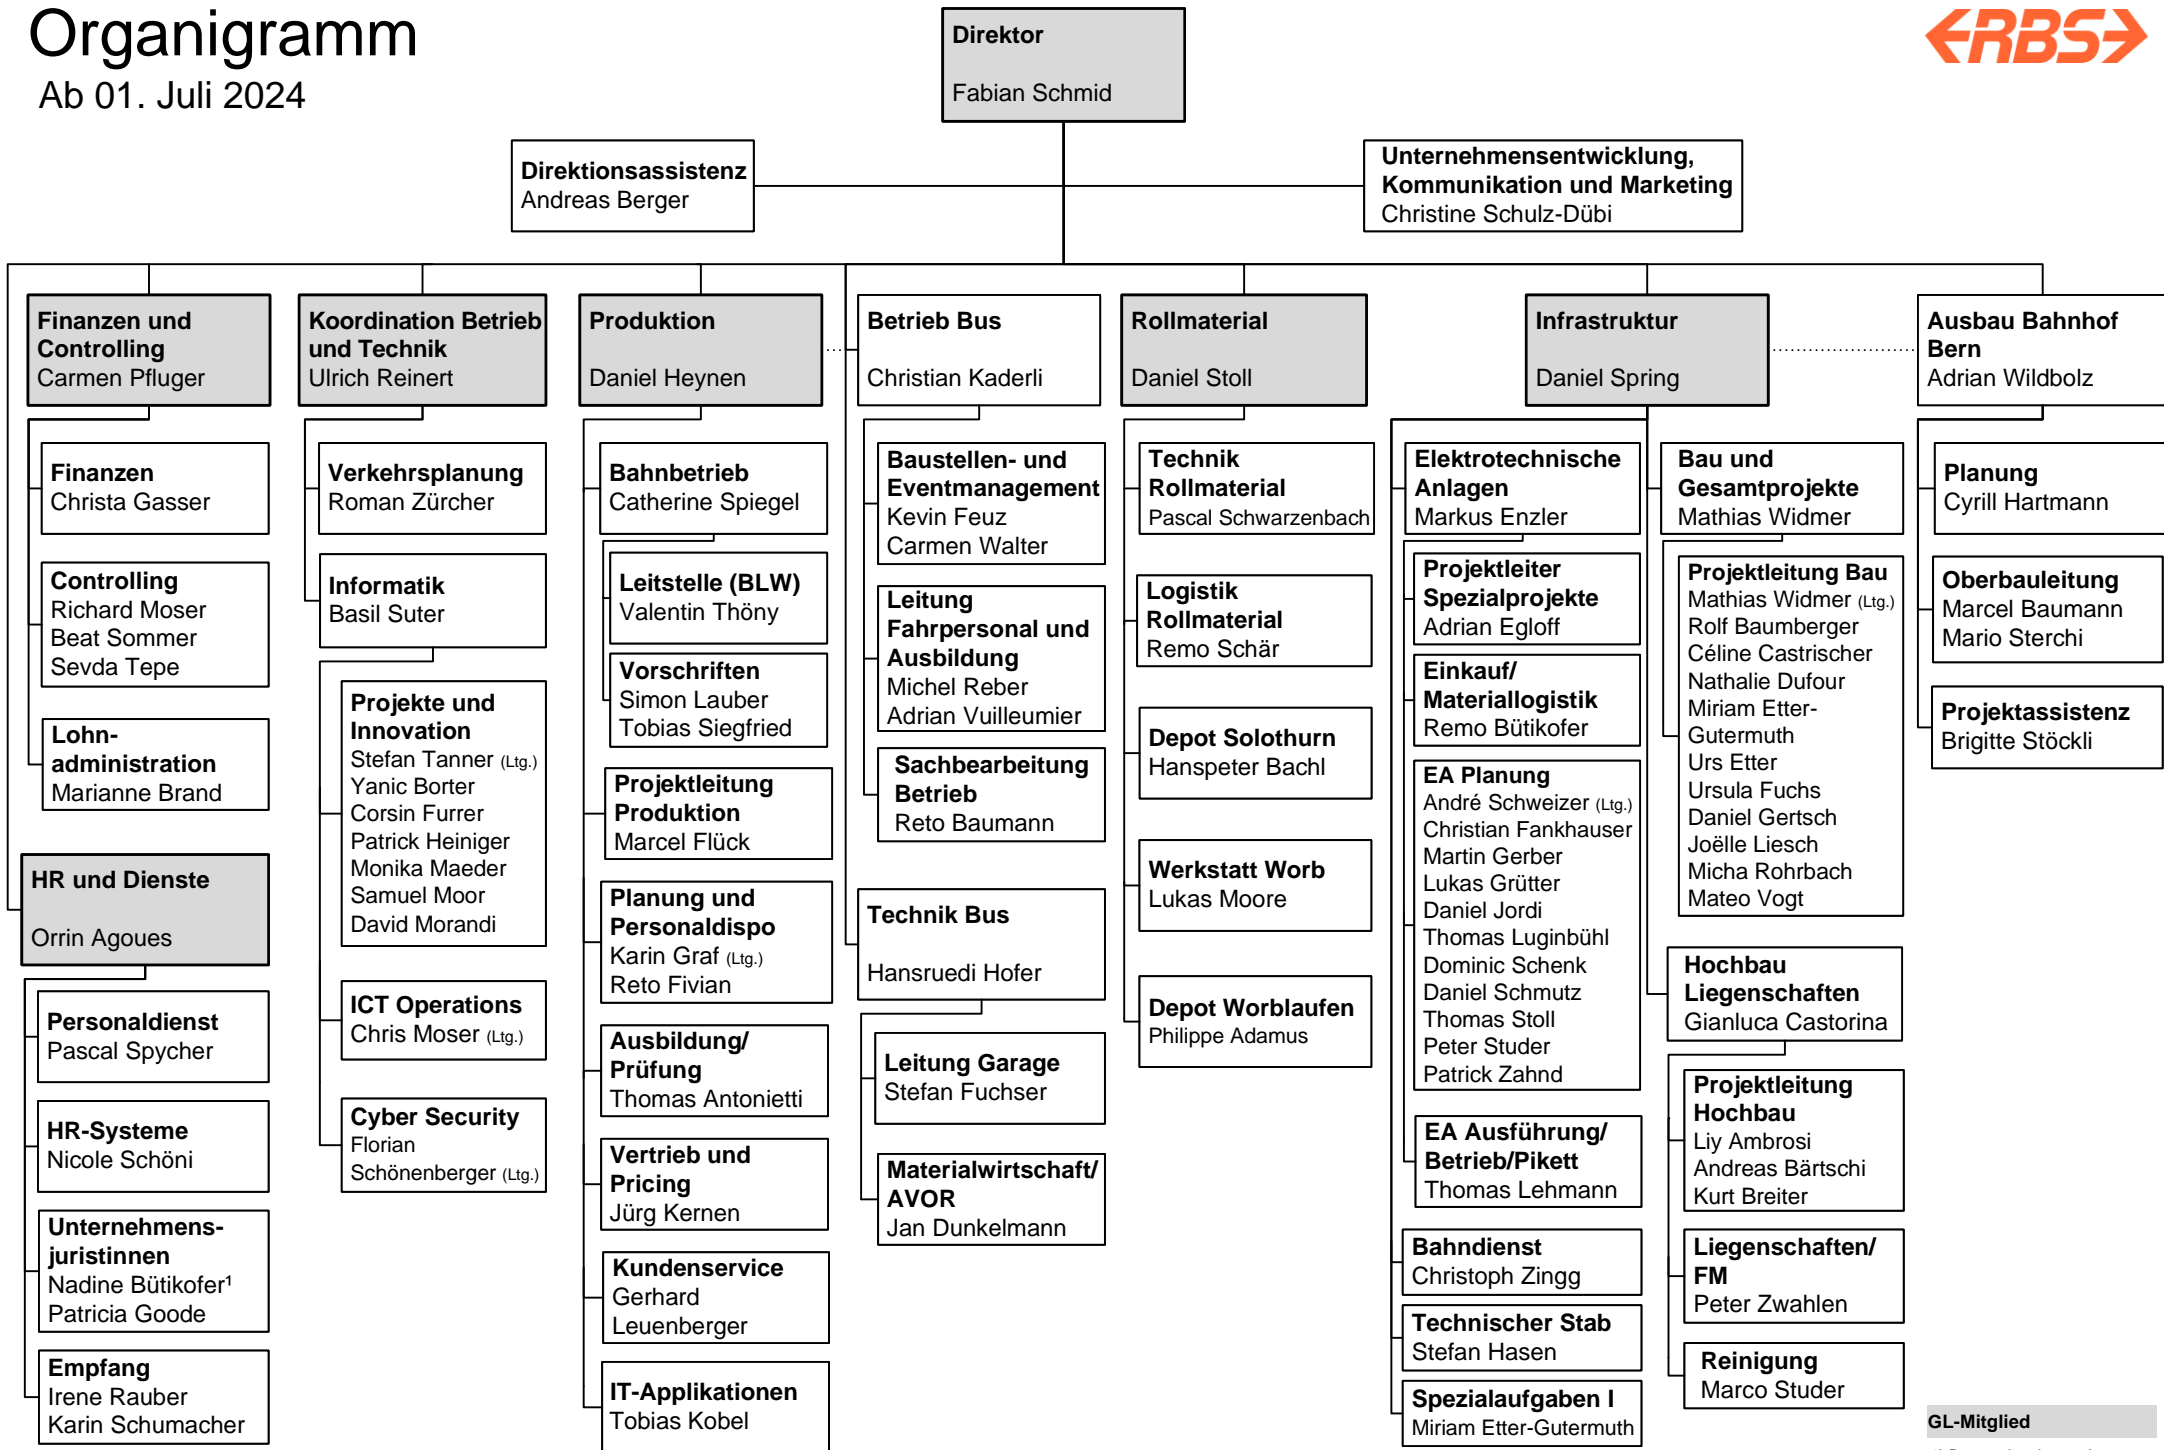 Organigramm
Ab 01. Juli 2024
RBS
Direktor
Fabian Schmid
Direktionsassistenz
Andreas Berger
Unternehmensentwicklung,
Kommunikation und Marketing
Christine Schulz-Dübi
Finanzen und
Controlling
Carmen Pfluger
Finanzen
Christa Gasser
Controlling
Richard Moser
Beat Sommer
Sevda Tepe
Lohn-
administration
Marianne Brand
HR und Dienste
Orrin Agoues
Personaldienst
Pascal Spycher
HR-Systeme
Nicole Schöni
Unternehmens-
juristinnen
Nadine Bütikofer¹
Patricia Goode
Empfang
Irene Rauber
Karin Schumacher
Koordination Betrieb
und Technik
Ulrich Reinert
Verkehrsplanung
Roman Zürcher
Informatik
Basil Suter
Projekte und
Innovation
Stefan Tanner (Ltg.)
Yanic Borter
Corsin Furrer
Patrick Heiniger
Monika Maeder
Samuel Moor
David Morandi
ICT Operations
Chris Moser (Ltg.)
Cyber Security
Florian
Schönenberger (Ltg.)
Produktion
Daniel Heynen
Bahnbetrieb
Catherine Spiegel
Leitstelle (BLW)
Valentin Thöny
Vorschriften
Simon Lauber
Tobias Siegfried
Projektleitung
Produktion
Marcel Flück
Planung und
Personaldispo
Karin Graf (Ltg.)
Reto Fivian
Ausbildung/
Prüfung
Thomas Antonietti
Vertrieb und
Pricing
Jürg Kernen
Kundenservice
Gerhard
Leuenberger
IT-Applikationen
Tobias Kobel
Betrieb Bus
Christian Kaderli
Baustellen- und
Eventmanagement
Kevin Feuz
Carmen Walter
Leitung
Fahrpersonal und
Ausbildung
Michel Reber
Adrian Vuilleumier
Sachbearbeitung
Betrieb
Reto Baumann
Technik Bus
Hansruedi Hofer
Leitung Garage
Stefan Fuchser
Materialwirtschaft/
AVOR
Jan Dunkelmann
Rollmaterial
Daniel Stoll
Technik
Rollmaterial
Pascal Schwarzenbach
Logistik
Rollmaterial
Remo Schär
Depot Solothurn
Hanspeter Bachl
Werkstatt Worb
Lukas Moore
Depot Worblaufen
Philippe Adamus
Infrastruktur
Daniel Spring
Elektrotechnische
Anlagen
Markus Enzler
Projektleiter
Spezialprojekte
Adrian Egloff
Einkauf/
Materiallogistik
Remo Bütikofer
EA Planung
André Schweizer (Ltg.)
Christian Fankhauser
Martin Gerber
Lukas Grütter
Daniel Jordi
Thomas Luginbühl
Dominic Schenk
Daniel Schmutz
Thomas Stoll
Peter Studer
Patrick Zahnd
EA Ausführung/
Betrieb/Pikett
Thomas Lehmann
Bahndienst
Christoph Zingg
Technischer Stab
Stefan Hasen
Spezialaufgaben I
Miriam Etter-Gutermuth
Bau und
Gesamtprojekte
Mathias Widmer
Projektleitung Bau
Mathias Widmer (Ltg.)
Rolf Baumberger
Céline Castrischer
Nathalie Dufour
Miriam Etter-
Gutermuth
Urs Etter
Ursula Fuchs
Daniel Gertsch
Joëlle Liesch
Micha Rohrbach
Mateo Vogt
Hochbau
Liegenschaften
Gianluca Castorina
Projektleitung
Hochbau
Liy Ambrosi
Andreas Bärtschi
Kurt Breiter
Liegenschaften/
FM
Peter Zwahlen
Reinigung
Marco Studer
Ausbau Bahnhof
Bern
Adrian Wildbolz
Planung
Cyrill Hartmann
Oberbauleitung
Marcel Baumann
Mario Sterchi
Projektassistenz
Brigitte Stöckli
GL-Mitglied